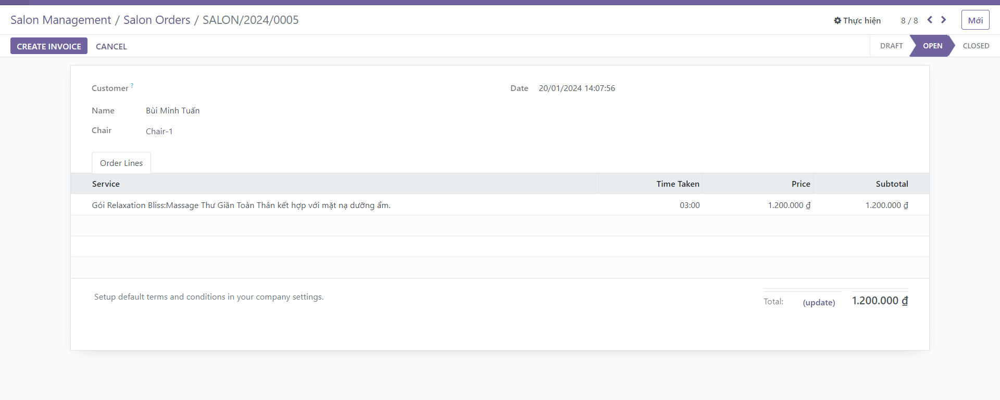 Salon Management / Salon Orders / SALON/2024/0005
Thực hiện 8 / 8 Mới
CREATE INVOICE CANCEL DRAFT OPEN CLOSED
Customer ? Date 20/01/2024 14:07:56
Name Bùi Minh Tuấn
Chair Chair-1
Order Lines
Service Time Taken Price Subtotal
Gói Relaxation Bliss:Massage Thư Giãn Toàn Thân kết hợp với mặt nạ dưỡng ẩm. 03:00 1.200.000 ₫ 1.200.000 ₫
Setup default terms and conditions in your company settings.
Total: (update) 1.200.000 ₫